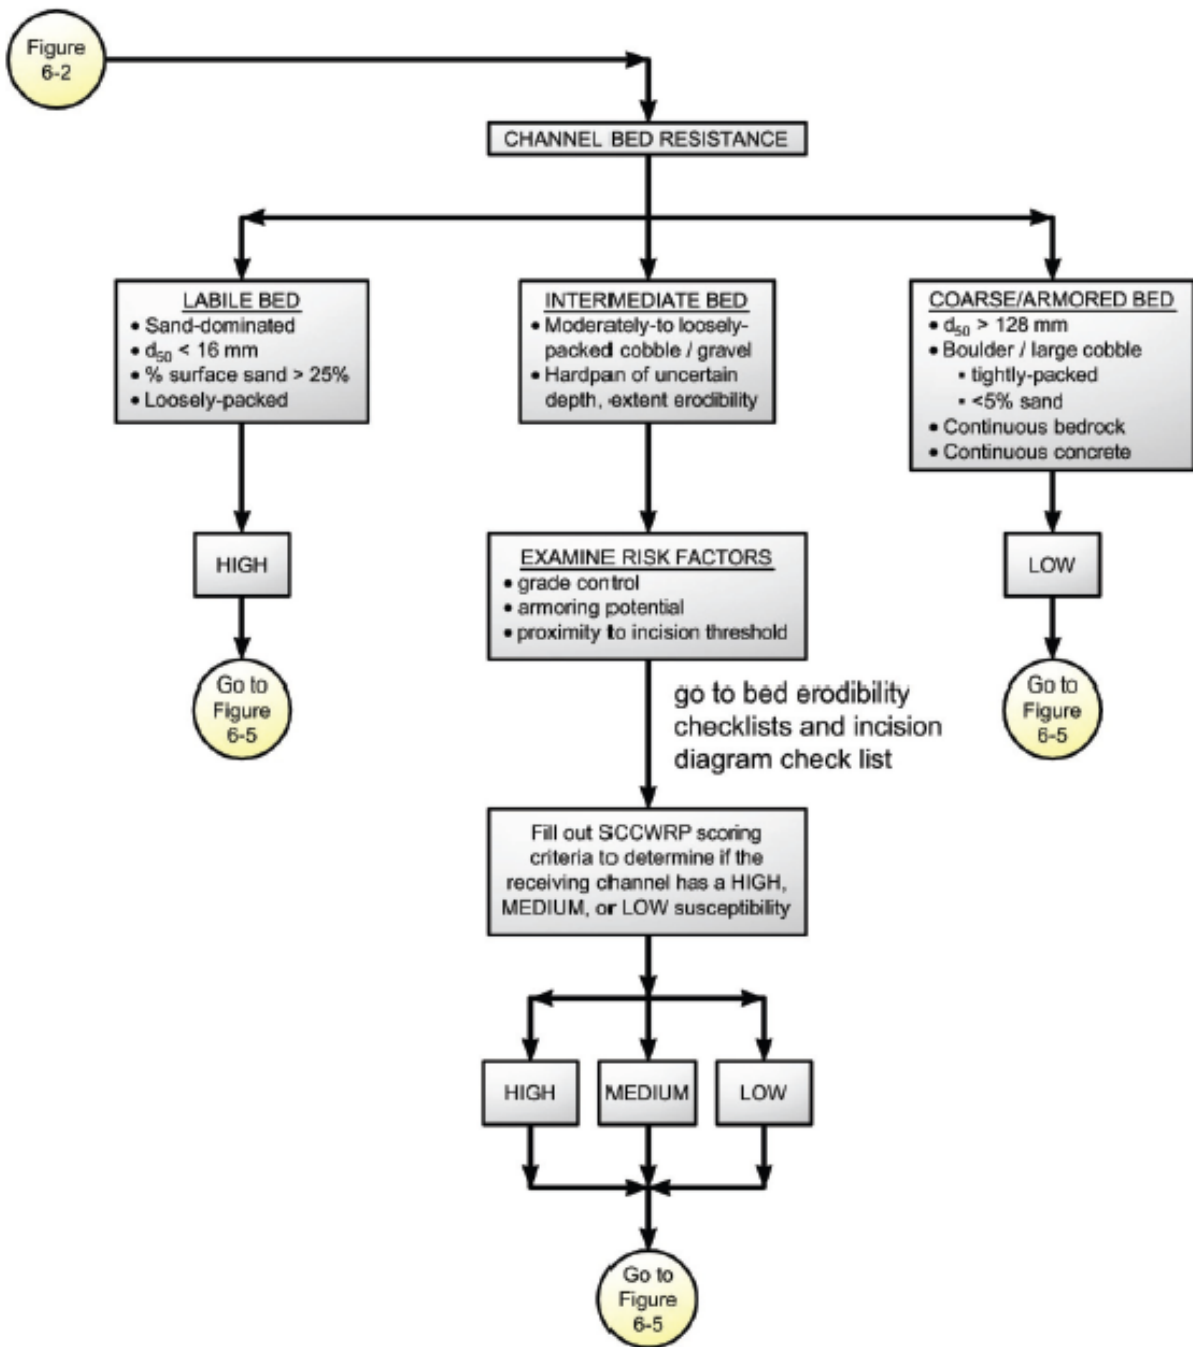 Figure
6-2
CHANNEL BED RESISTANCE
LABILE BED
• Sand-dominated
• d50 < 16 mm
• % surface sand > 25%
• Loosely-packed
INTERMEDIATE BED
• Moderately-to loosely-
packed cobble / gravel
• Hardpan of uncertain
depth, extent erodibility
COARSE/ARMORED BED
• d50 > 128 mm
• Boulder / large cobble
▪ tightly-packed
▪ <5% sand
• Continuous bedrock
• Continuous concrete
HIGH
EXAMINE RISK FACTORS
• grade control
• armoring potential
• proximity to incision threshold
LOW
Go to
Figure
6-5
go to bed erodibility
checklists and incision
diagram check list
Go to
Figure
6-5
Fill out SCCWRP scoring
criteria to determine if the
receiving channel has a HIGH,
MEDIUM, or LOW susceptibility
HIGH
MEDIUM
LOW
Go to
Figure
6-5